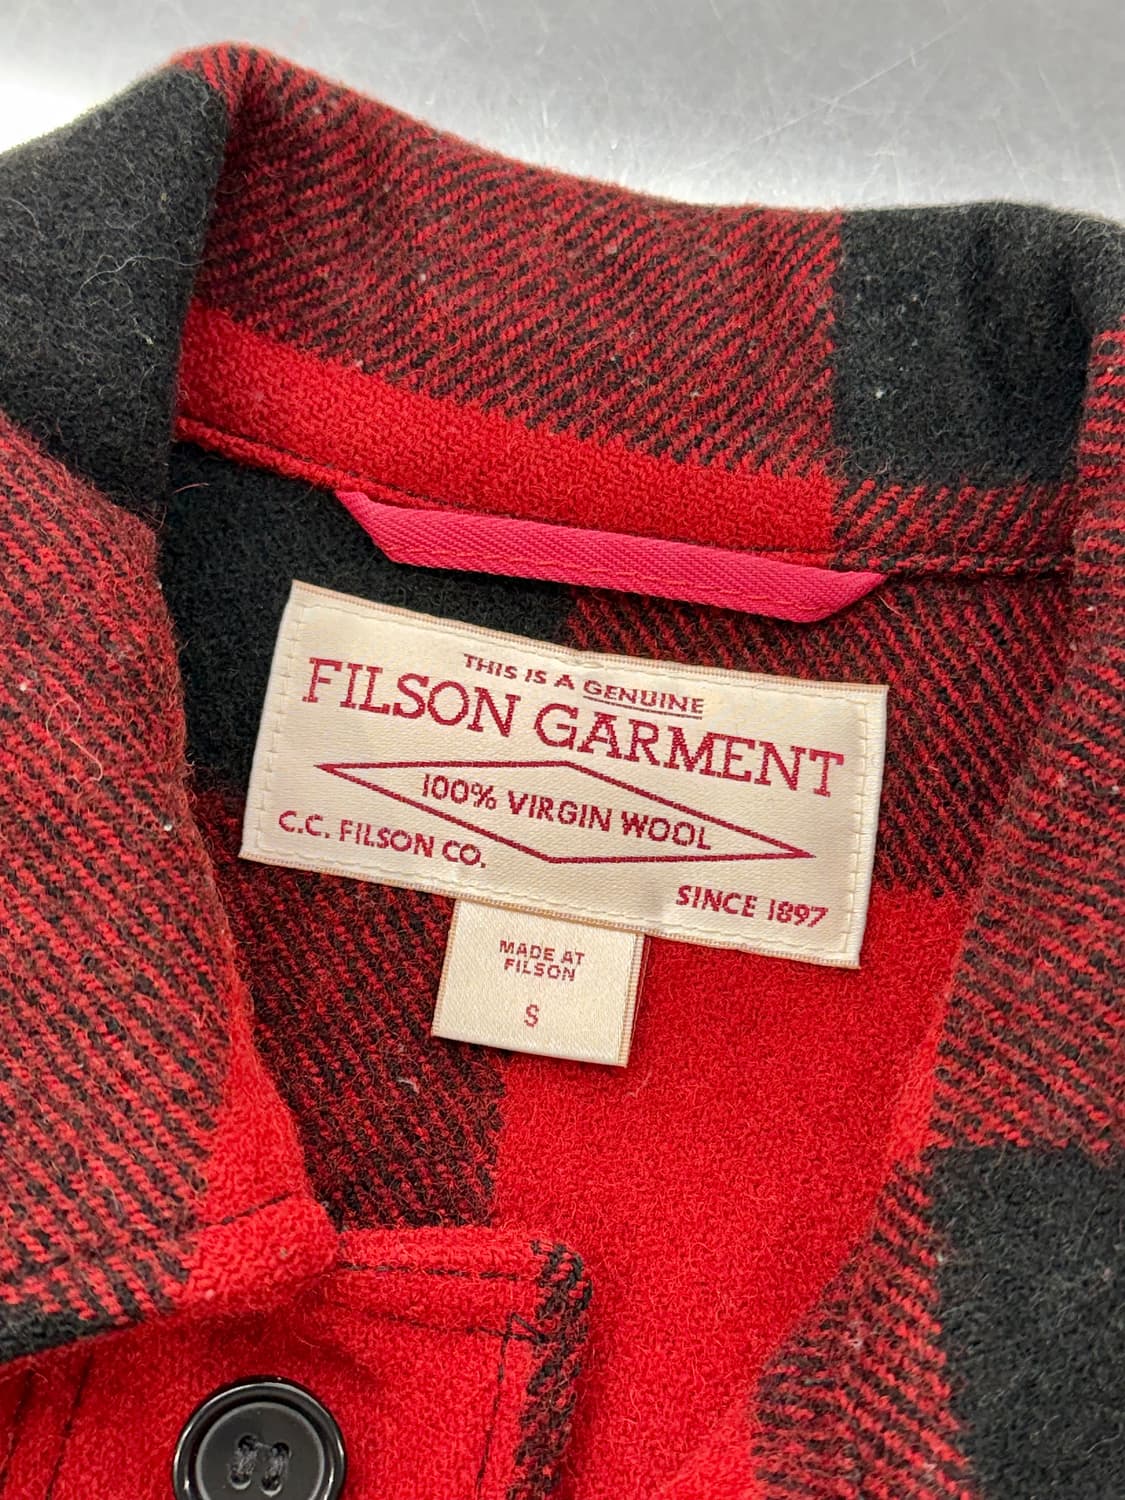 THIS IS A GENUINE
FILSON GARMENT
100% VIRGIN WOOL
C.C. FILSON CO.
SINCE 1897
MADE AT
FILSON
S